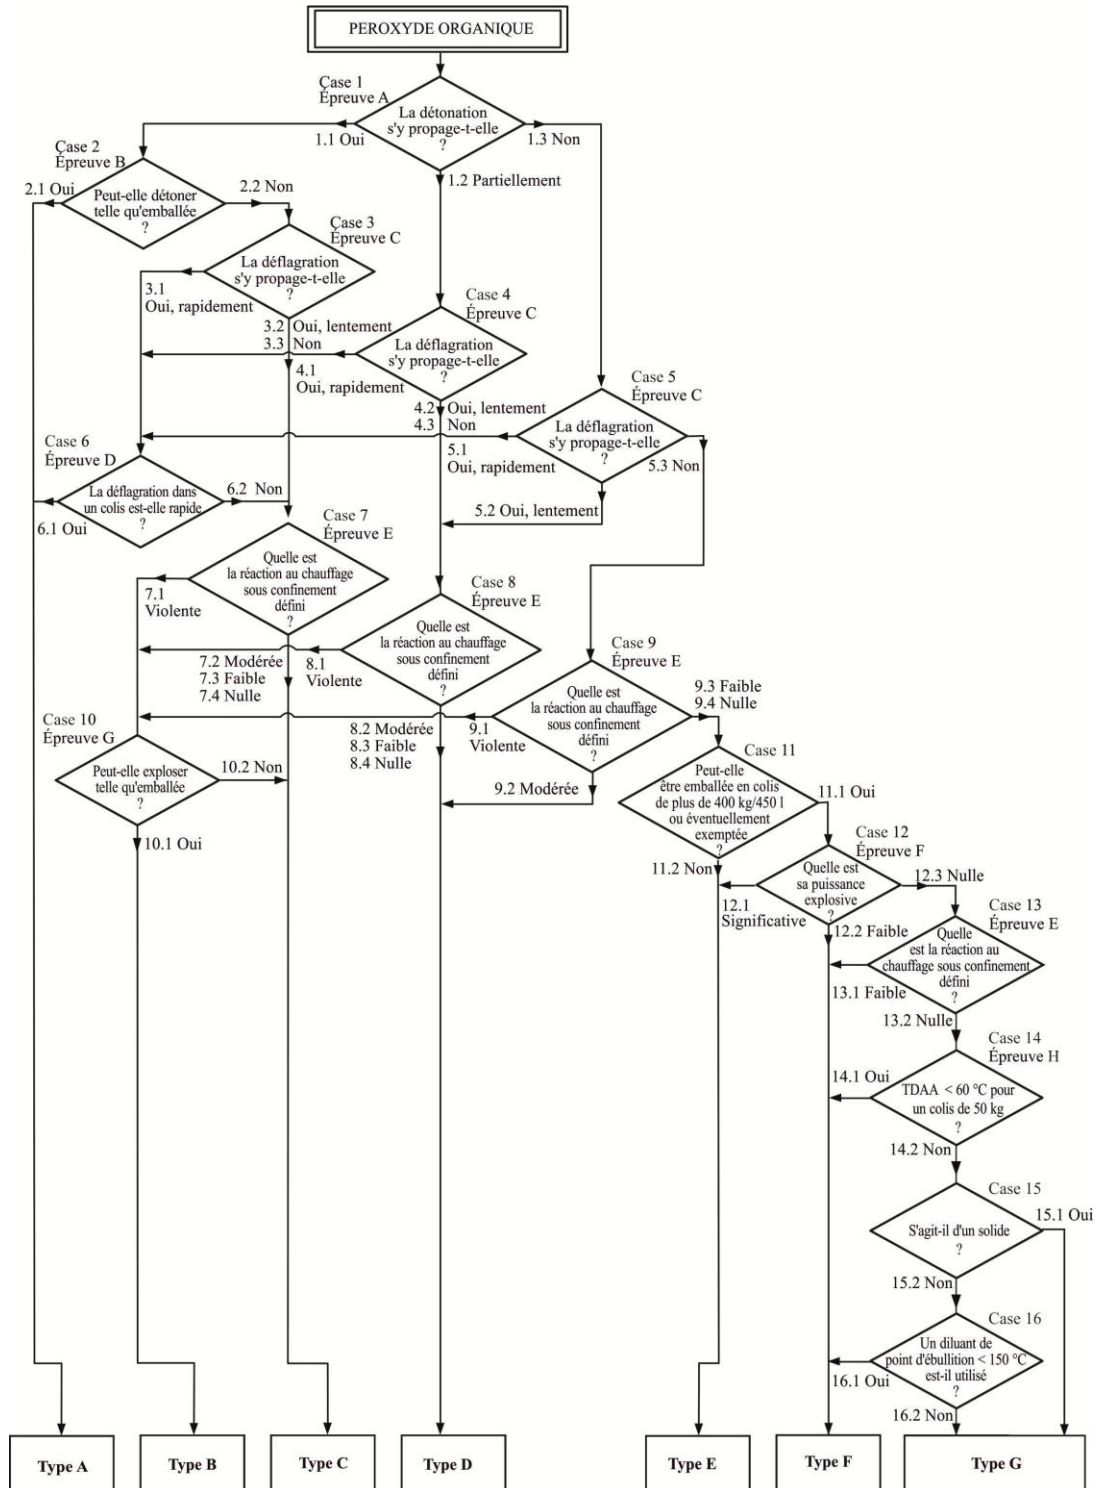 PEROXYDE ORGANIQUE
Case 1
Épreuve A
La détonation
s'y propage-t-elle
?
1.1 Oui
1.3 Non
1.2 Partiellement
Case 2
Épreuve B
2.1 Oui
Peut-elle détoner
telle qu'emballée
?
2.2 Non
Case 3
Épreuve C
La déflagration
s'y propage-t-elle
?
3.1
Oui, rapidement
3.2 Oui, lentement
3.3 Non
Case 4
Épreuve C
La déflagration
s'y propage-t-elle
?
4.1
Oui, rapidement
4.2 Oui, lentement
4.3 Non
Case 5
Épreuve C
La déflagration
s'y propage-t-elle
?
5.1
Oui, rapidement
5.3 Non
5.2 Oui, lentement
Case 6
Épreuve D
La déflagration dans
un colis est-elle rapide
?
6.2 Non
6.1 Oui
Case 7
Épreuve E
Quelle est
la réaction au chauffage
sous confinement
défini
?
7.1
Violente
7.2 Modérée
7.3 Faible
7.4 Nulle
Case 8
Épreuve E
Quelle est
la réaction au chauffage
sous confinement
défini
?
8.1
Violente
8.2 Modérée
8.3 Faible
8.4 Nulle
Case 9
Épreuve E
Quelle est
la réaction au chauffage
sous confinement
défini
?
9.1
Violente
9.2 Modérée
9.3 Faible
9.4 Nulle
Case 10
Épreuve G
Peut-elle exploser
telle qu'emballée
?
10.2 Non
10.1 Oui
Case 11
Peut-elle
être emballée en colis
de plus de 400 kg/450 l
ou éventuellement
exemptée
?
11.1 Oui
11.2 Non
Case 12
Épreuve F
Quelle est
sa puissance
explosive
?
12.1
Significative
12.2 Faible
12.3 Nulle
Case 13
Épreuve E
Quelle
est la réaction au
chauffage sous confinement
défini
?
13.1 Faible
13.2 Nulle
Case 14
Épreuve H
14.1 Oui
TDAA < 60 °C pour
un colis de 50 kg
?
14.2 Non
Case 15
S'agit-il d'un solide
?
15.1 Oui
15.2 Non
Case 16
Un diluant de
point d'ébullition < 150 °C
est-il utilisé
?
16.1 Oui
16.2 Non
Type A
Type B
Type C
Type D
Type E
Type F
Type G